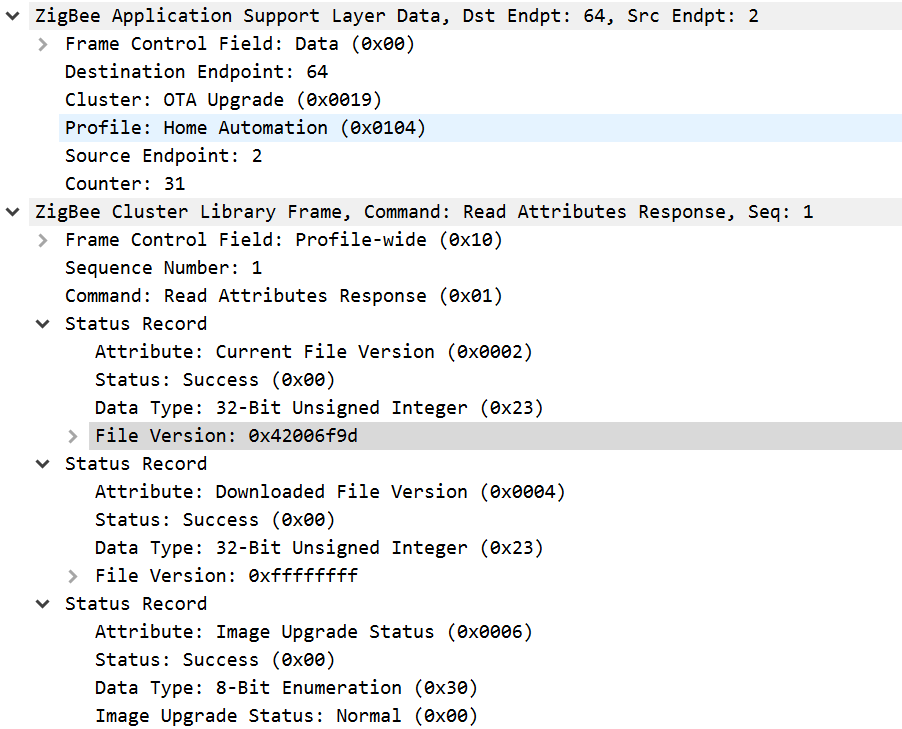 ZigBee Application Support Layer Data, Dst Endpt: 64, Src Endpt: 2
Frame Control Field: Data (0x00)
Destination Endpoint: 64
Cluster: OTA Upgrade (0x0019)
Profile: Home Automation (0x0104)
Source Endpoint: 2
Counter: 31
ZigBee Cluster Library Frame, Command: Read Attributes Response, Seq: 1
Frame Control Field: Profile-wide (0x10)
Sequence Number: 1
Command: Read Attributes Response (0x01)
Status Record
Attribute: Current File Version (0x0002)
Status: Success (0x00)
Data Type: 32-Bit Unsigned Integer (0x23)
File Version: 0x42006f9d
Status Record
Attribute: Downloaded File Version (0x0004)
Status: Success (0x00)
Data Type: 32-Bit Unsigned Integer (0x23)
File Version: 0xffffffff
Status Record
Attribute: Image Upgrade Status (0x0006)
Status: Success (0x00)
Data Type: 8-Bit Enumeration (0x30)
Image Upgrade Status: Normal (0x00)